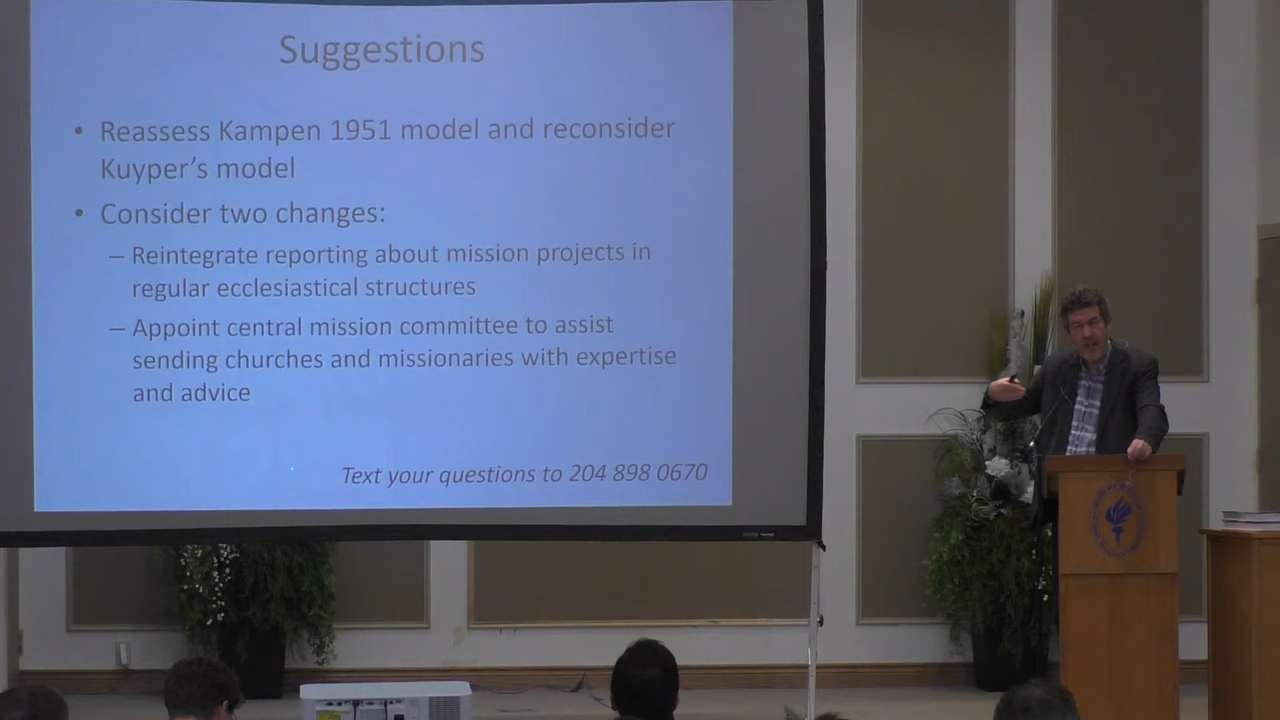 Suggestions
• Reassess Kampen 1951 model and reconsider
Kuyper's model
• Consider two changes:
– Reintegrate reporting about mission projects in
regular ecclesiastical structures
– Appoint central mission committee to assist
sending churches and missionaries with expertise
and advice
Text your questions to 204 898 0670